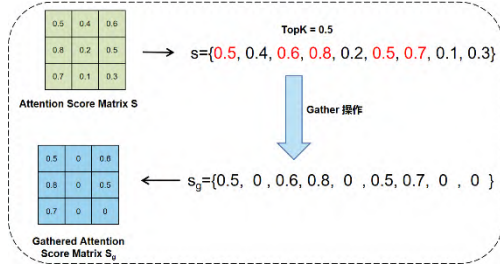 0.5 0.4 0.6
0.8 0.2 0.5
0.7 0.1 0.3
Attention Score Matrix S
TopK = 0.5
s={0.5, 0.4, 0.6, 0.8, 0.2, 0.5, 0.7, 0.1, 0.3}
Gather 操作
0.5 0 0.6
0.8 0 0.5
0.7 0 0
Gathered Attention
Score Matrix Sg
sg={0.5, 0 , 0.6, 0.8, 0 , 0.5, 0.7, 0 , 0 }